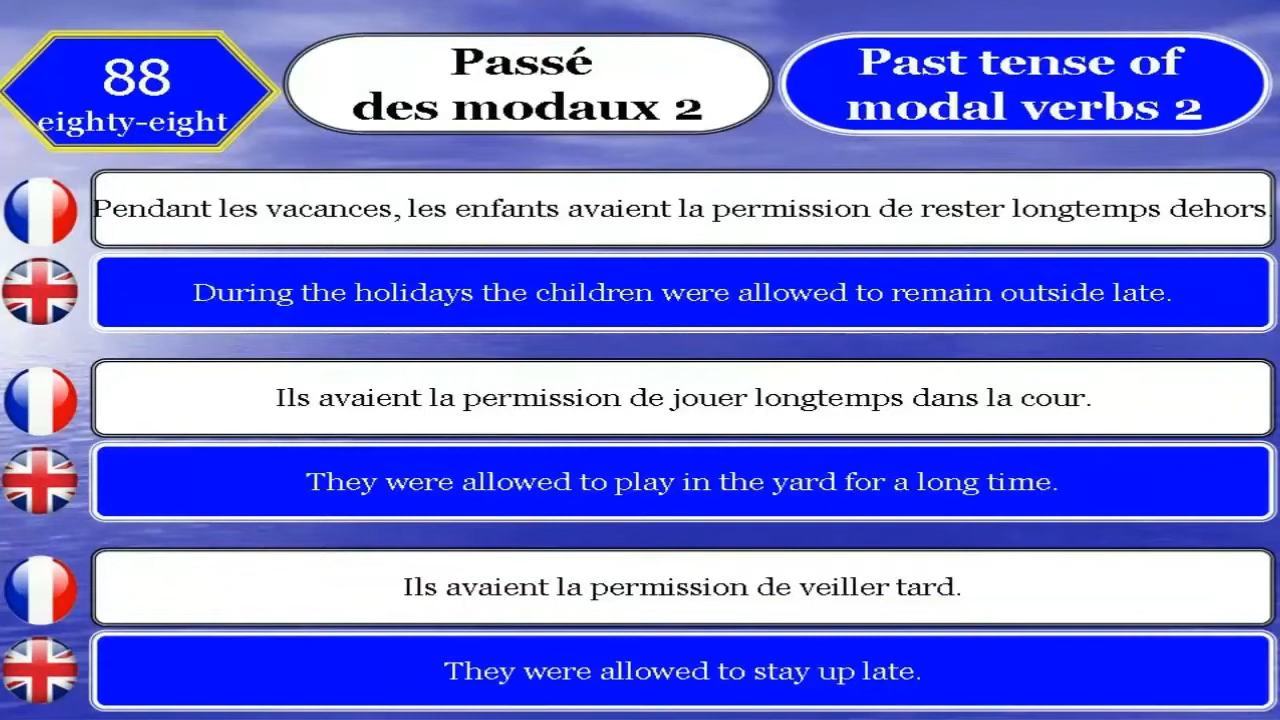 88
eighty-eight
Passé
des modaux 2
Past tense of
modal verbs 2
Pendant les vacances, les enfants avaient la permission de rester longtemps dehors.
During the holidays the children were allowed to remain outside late.
Ils avaient la permission de jouer longtemps dans la cour.
They were allowed to play in the yard for a long time.
Ils avaient la permission de veiller tard.
They were allowed to stay up late.